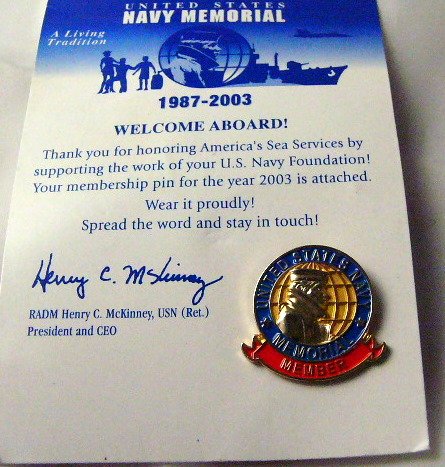 UNITED STATES
NAVY MEMORIAL
A Living
Tradition
1987-2003
WELCOME ABOARD!
Thank you for honoring America's Sea Services by
supporting the work of your U.S. Navy Foundation!
Your membership pin for the year 2003 is attached.
Wear it proudly!
Spread the word and stay in touch!
Henry C. McKinney
RADM Henry C. McKinney, USN (Ret.)
President and CEO
UNITED STATES NAVY
MEMORIAL
MEMBER